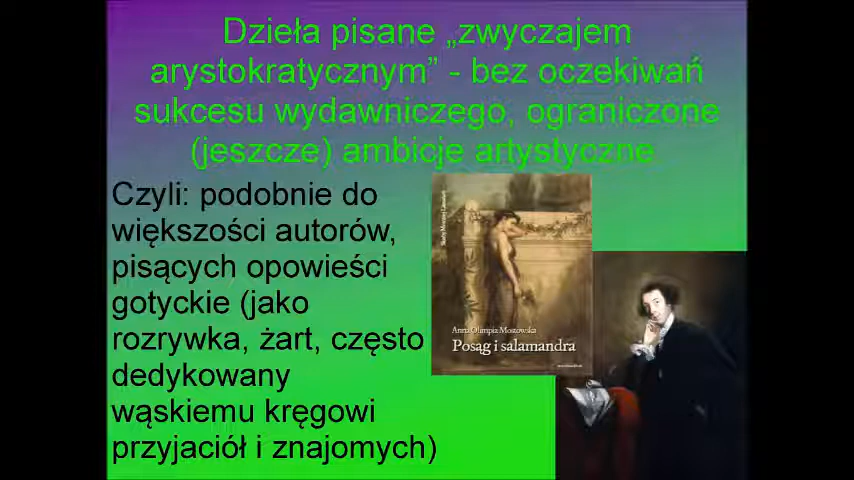 Dzieła pisane „zwyczajem
arystokratycznym” - bez oczekiwań
sukcesu wydawniczego, ograniczone
(jeszcze) ambicje artystyczne
Czyli: podobnie do
większości autorów,
pisących opowieści
gotyckie (jako
rozrywka, żart, często
dedykowany
wąskiemu kręgowi
przyjaciół i znajomych)
Anna Olimpia Mostowska
Posąg i salamandra